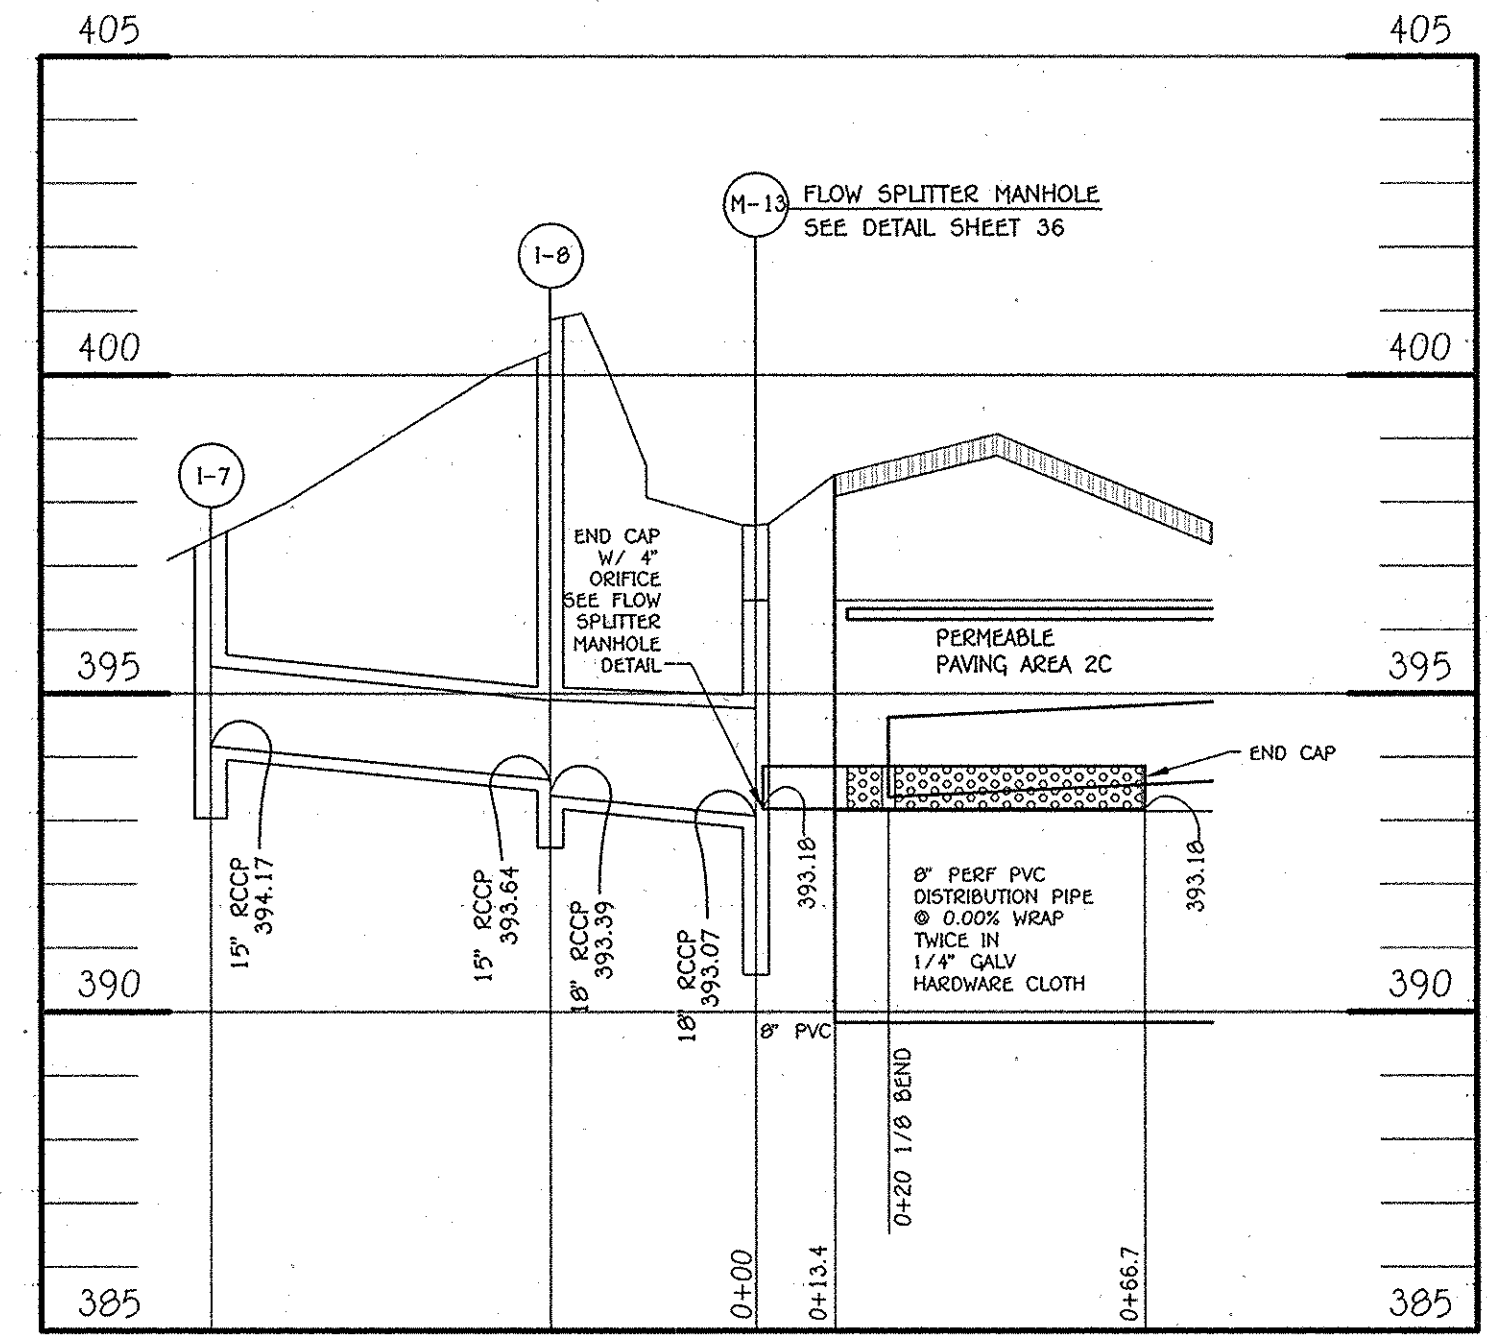 405
405
M-13
FLOW SPLITTER MANHOLE
SEE DETAIL SHEET 36
I-8
400
400
I-7
END CAP
W/ 4"
ORIFICE
SEE FLOW
SPLITTER
MANHOLE
DETAIL
PERMEABLE
PAVING AREA 2C
395
395
END CAP
15" RCCP
394.17
15" RCCP
393.64
18" RCCP
393.39
18" RCCP
393.07
393.18
8" PERF PVC
DISTRIBUTION PIPE
@ 0.00% WRAP
TWICE IN
1/4" GALV
HARDWARE CLOTH
393.18
390
390
8" PVC
0+20 1/8 BEND
0+00
0+13.4
0+66.7
385
385